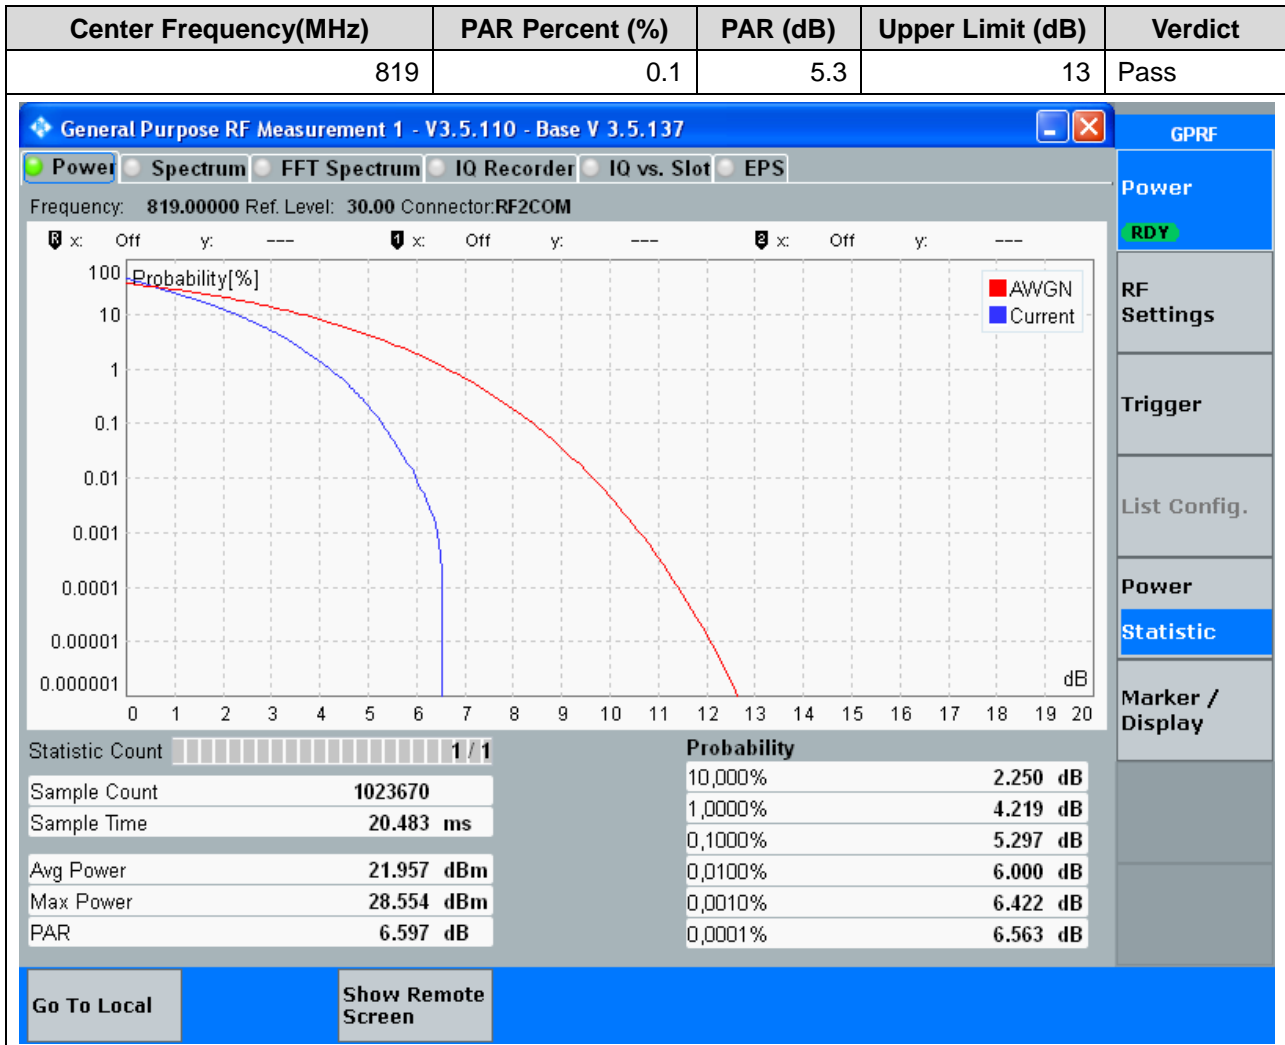 Center Frequency(MHz) PAR Percent (%) PAR (dB) Upper Limit (dB) Verdict
819 0.1 5.3 13 Pass
General Purpose RF Measurement 1 - V3.5.110 - Base V 3.5.137
GPRF
Power Spectrum FFT Spectrum IQ Recorder IQ vs. Slot EPS
Power
RDY
Frequency: 819.00000 Ref. Level: 30.00 Connector:RF2COM
R x: Off y: --- 1 x: Off y: --- 2 x: Off y: ---
Probability[%]
100
10
1
0.1
0.01
0.001
0.0001
0.00001
0.000001
AWGN
Current
dB
0 1 2 3 4 5 6 7 8 9 10 11 12 13 14 15 16 17 18 19 20
RF
Settings
Trigger
List Config.
Power
Statistic
Marker /
Display
Statistic Count 1 / 1
Sample Count 1023670
Sample Time 20.483 ms
Avg Power 21.957 dBm
Max Power 28.554 dBm
PAR 6.597 dB
Probability
10,000% 2.250 dB
1,0000% 4.219 dB
0,1000% 5.297 dB
0,0100% 6.000 dB
0,0010% 6.422 dB
0,0001% 6.563 dB
Go To Local
Show Remote
Screen